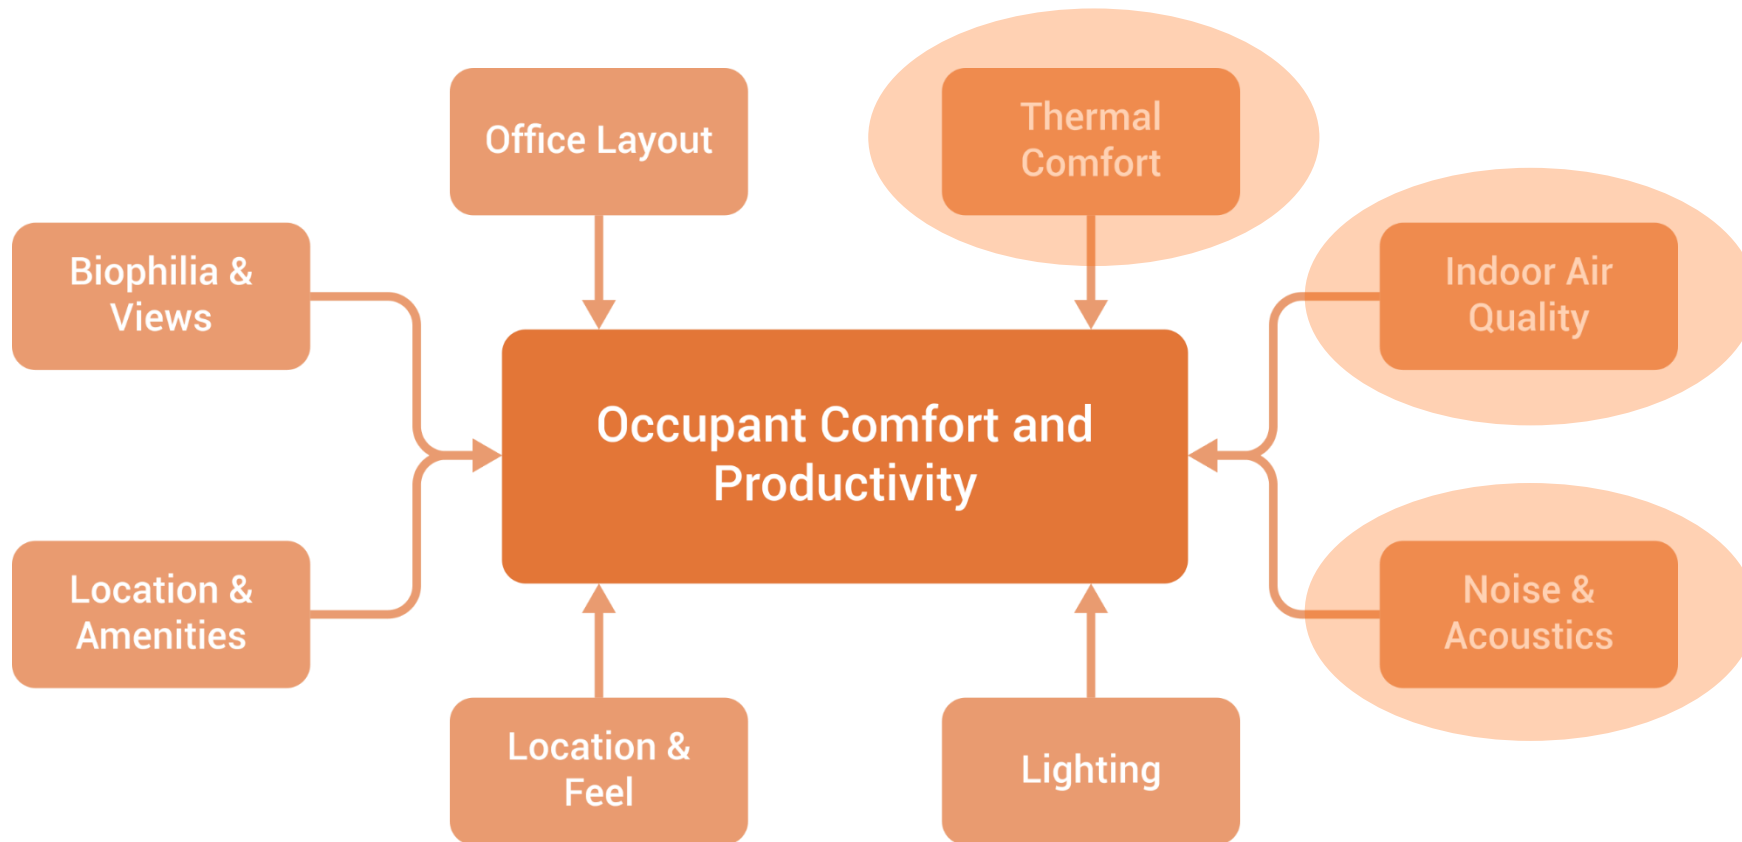 Office Layout
Thermal
Comfort
Biophilia &
Views
Indoor Air
Quality
Occupant Comfort and
Productivity
Location &
Amenities
Noise &
Acoustics
Location &
Feel
Lighting